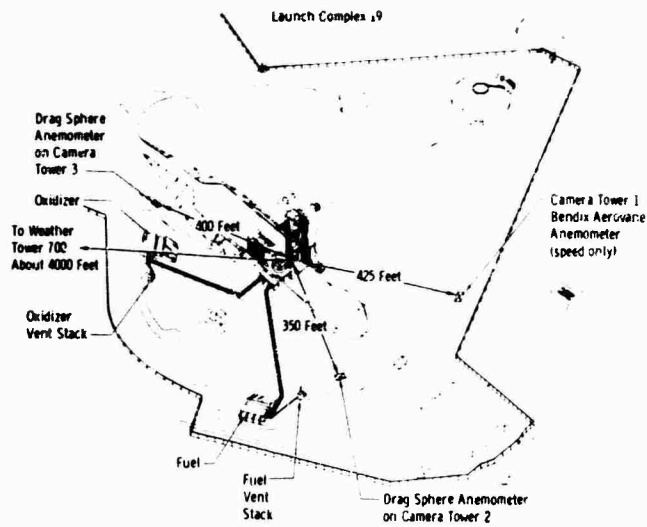 Launch Complex 19
Drag Sphere
Anemometer
on Camera
Tower 3
Oxidizer
To Weather
Tower 702
About 4000 Feet
Oxidizer
Vent Stack
400 Feet
425 Feet
350 Feet
Camera Tower 1
Bendix Aerovane
Anemometer
(speed only)
Fuel
Fuel
Vent
Stack
Drag Sphere Anemometer
on Camera Tower 2